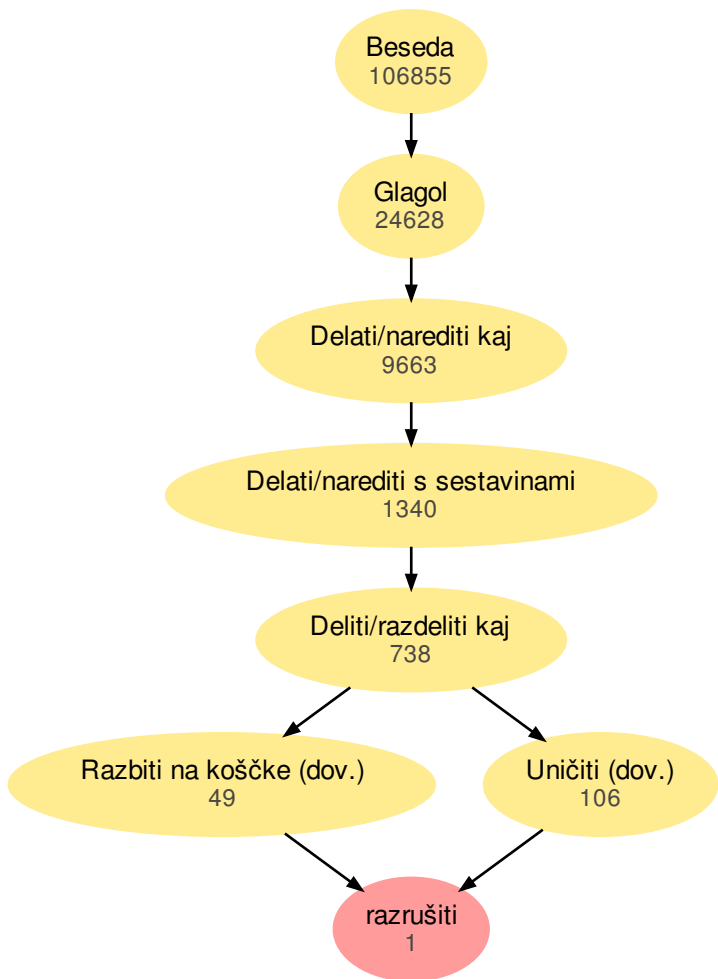 Beseda
106855
Glagol
24628
Delati/narediti kaj
9663
Delati/narediti s sestavinami
1340
Deliti/razdeliti kaj
738
Razbiti na koščke (dov.)
49
Uničiti (dov.)
106
razrušiti
1